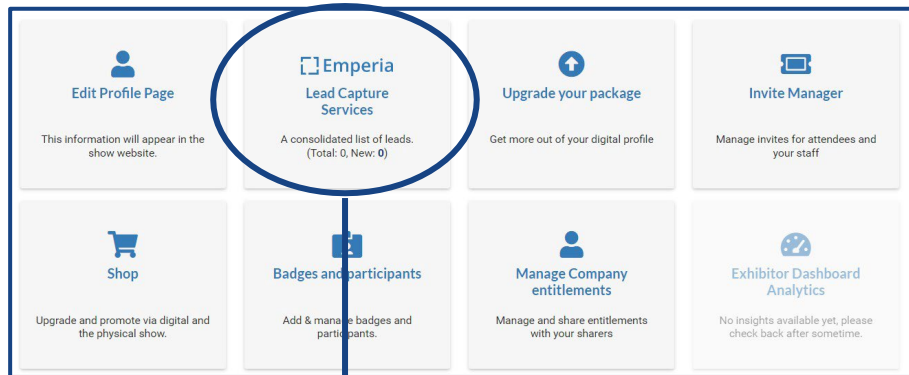 Edit Profile Page
This information will appear in the
show website.
Emperia
Lead Capture
Services
A consolidated list of leads.
(Total: 0, New: 0)
Upgrade your package
Get more out of your digital profile
Invite Manager
Manage invites for attendees and
your staff
Shop
Upgrade and promote via digital and
the physical show.
Badges and participants
Add & manage badges and
participants.
Manage Company
entitlements
Manage and share entitlements
with your sharers
Exhibitor Dashboard
Analytics
No insights available yet, please
check back after sometime.